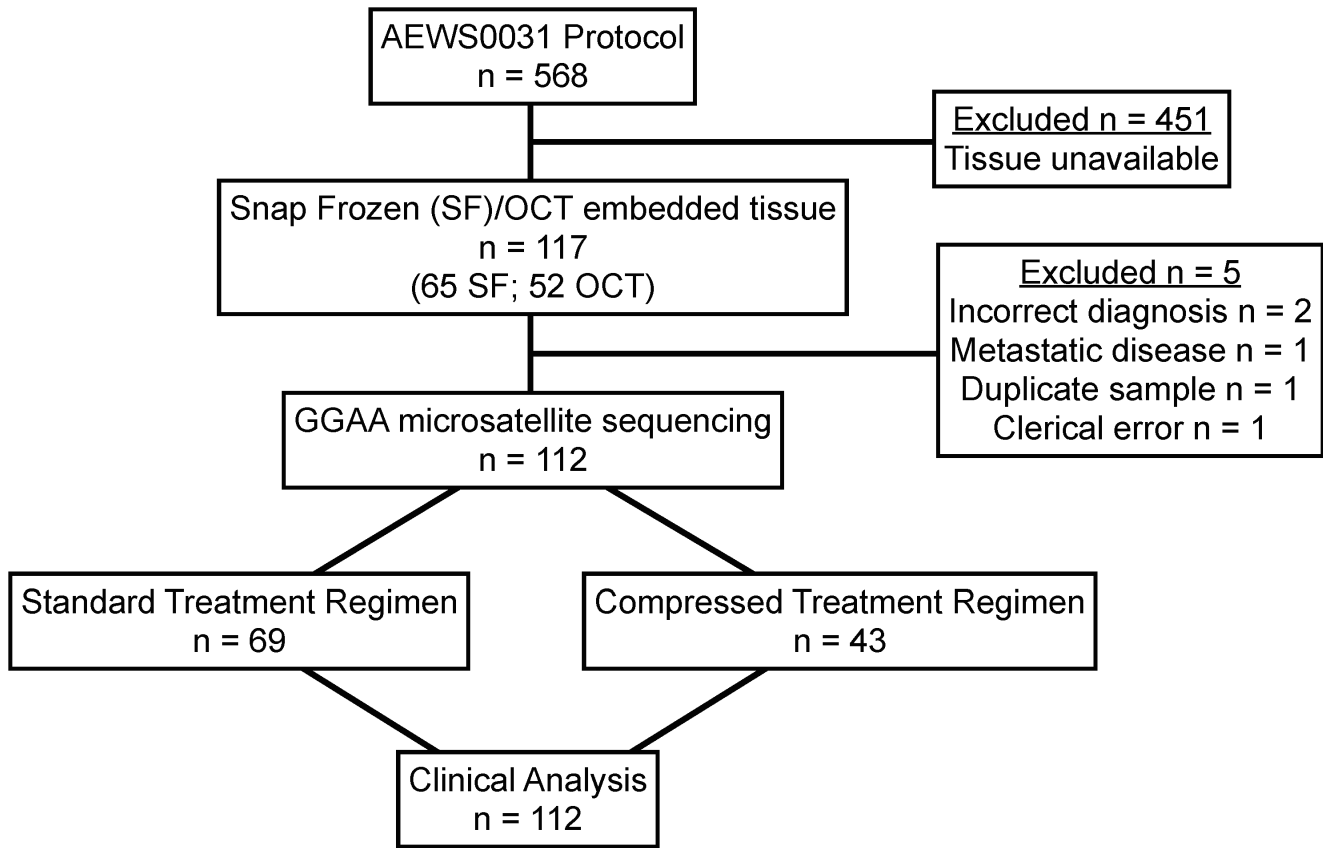 AEWS0031 Protocol
n = 568
Excluded n = 451
Tissue unavailable
Snap Frozen (SF)/OCT embedded tissue
n = 117
(65 SF; 52 OCT)
Excluded n = 5
Incorrect diagnosis n = 2
Metastatic disease n = 1
Duplicate sample n = 1
Clerical error n = 1
GGAA microsatellite sequencing
n = 112
Standard Treatment Regimen
n = 69
Compressed Treatment Regimen
n = 43
Clinical Analysis
n = 112